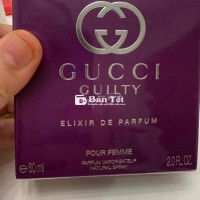 GUCCI
GUILTY
Bán Tốt
ELIXIR DE PARFUM
POUR FEMME
PARFUM VAPORISATEUR
NATURAL SPRAY
℮60 ml
2.0 FL.OZ.